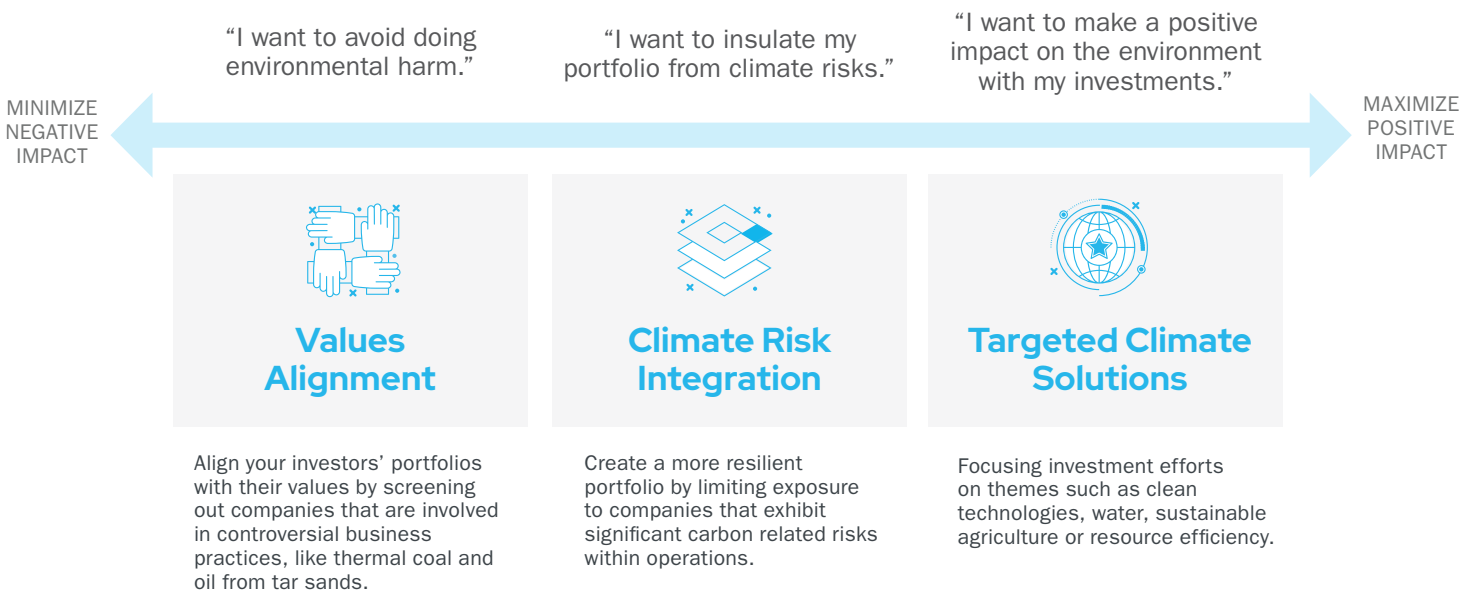 “I want to avoid doing
environmental harm.”
“I want to insulate my
portfolio from climate risks.”
“I want to make a positive
impact on the environment
with my investments.”
MINIMIZE
NEGATIVE
IMPACT
MAXIMIZE
POSITIVE
IMPACT
Values
Alignment
Climate Risk
Integration
Targeted Climate
Solutions
Align your investors’ portfolios
with their values by screening
out companies that are involved
in controversial business
practices, like thermal coal and
oil from tar sands.
Create a more resilient
portfolio by limiting exposure
to companies that exhibit
significant carbon related risks
within operations.
Focusing investment efforts
on themes such as clean
technologies, water, sustainable
agriculture or resource efficiency.